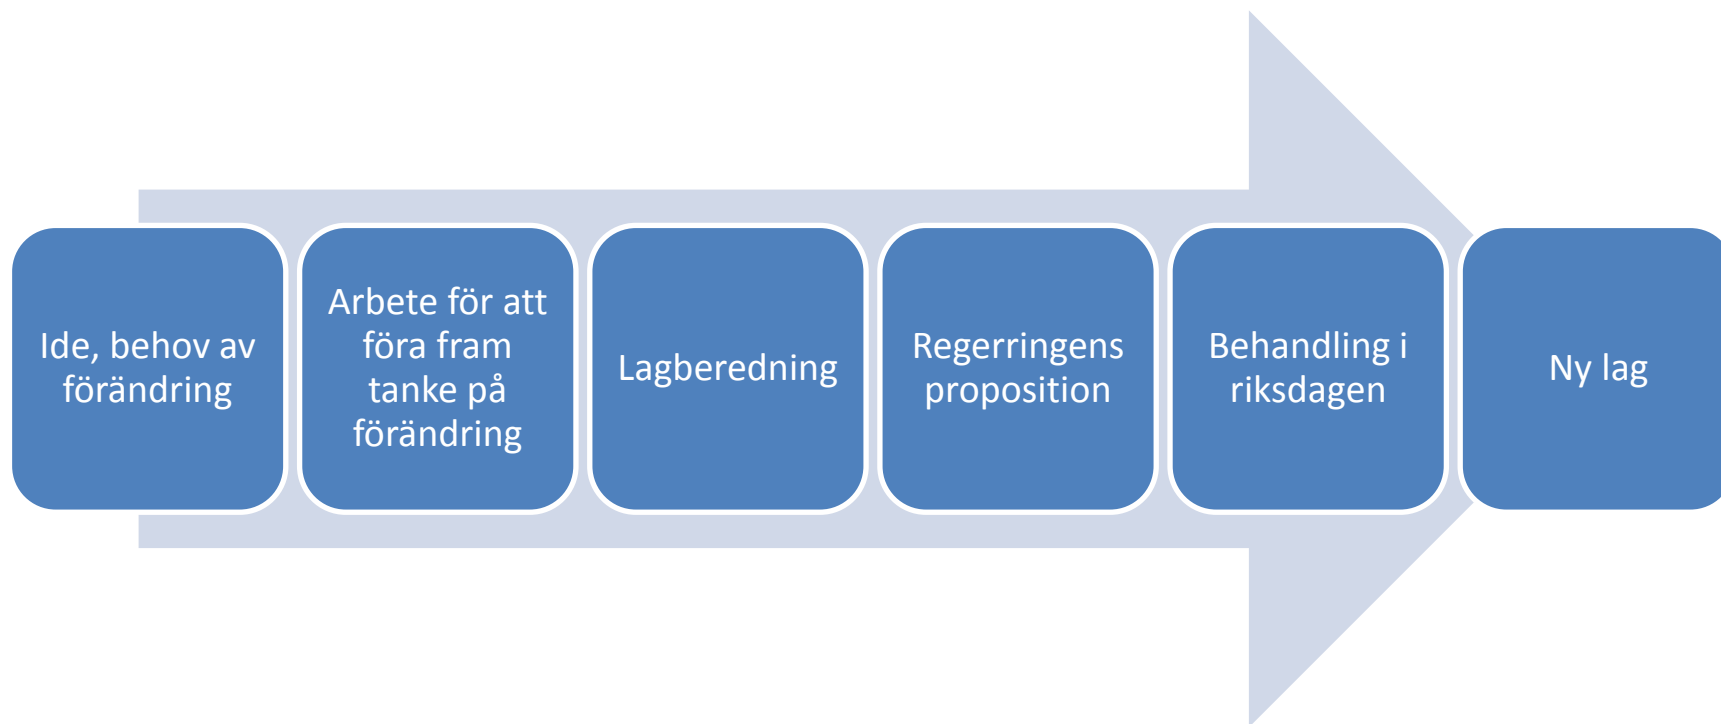 Ide, behov av
förändring
Arbete för att
föra fram
tanke på
förändring
Lagberedning
Regerringens
proposition
Behandling i
riksdagen
Ny lag